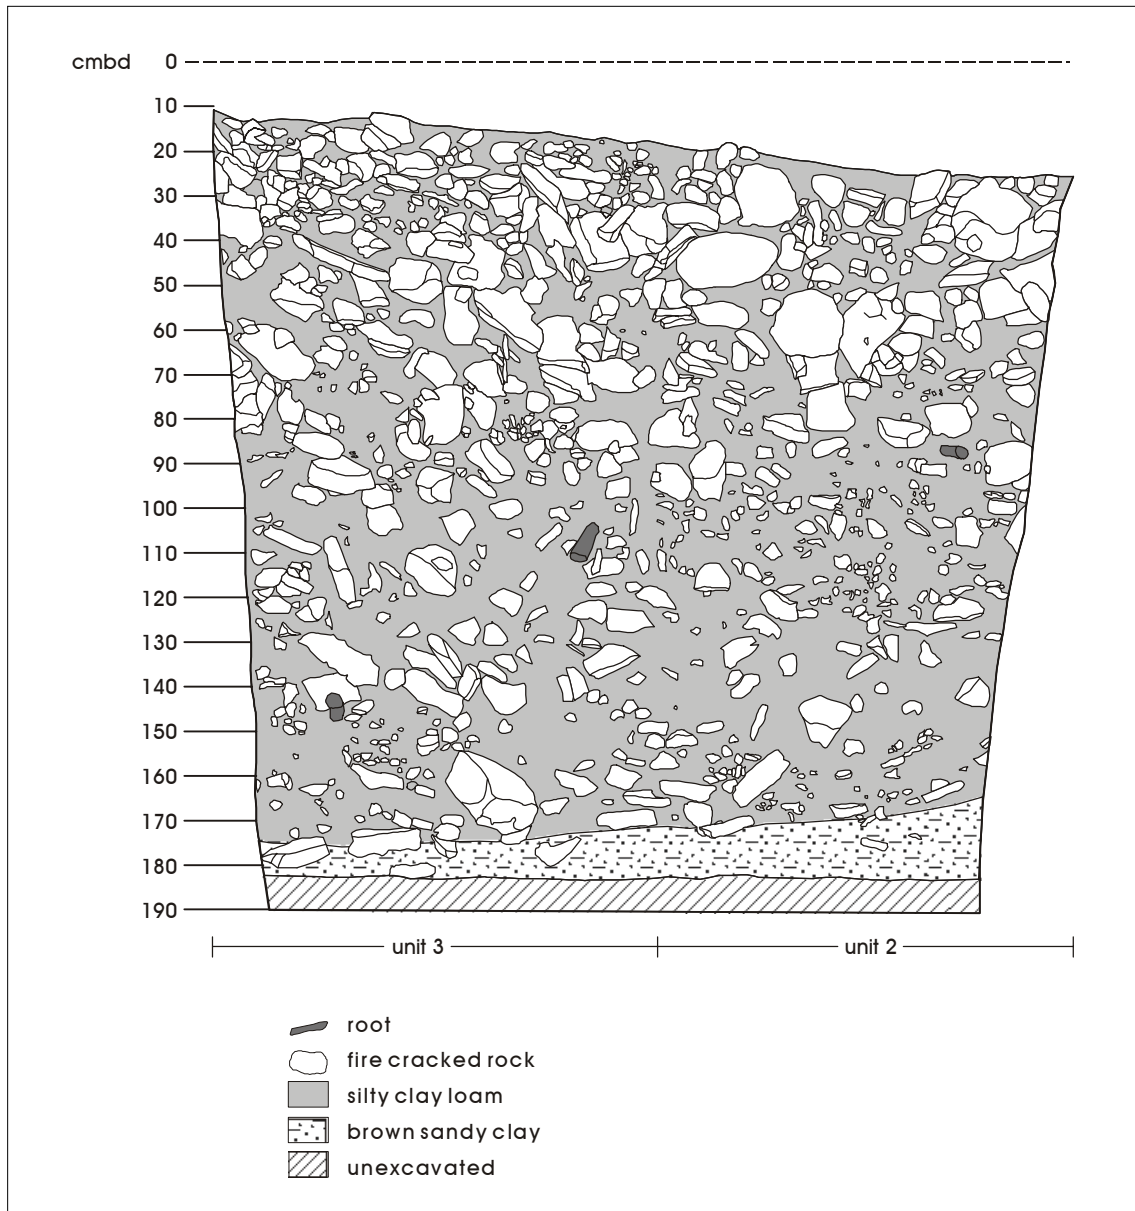 cmbd 0
10
20
30
40
50
60
70
80
90
100
110
120
130
140
150
160
170
180
190
unit 3 unit 2
root
fire cracked rock
silty clay loam
brown sandy clay
unexcavated